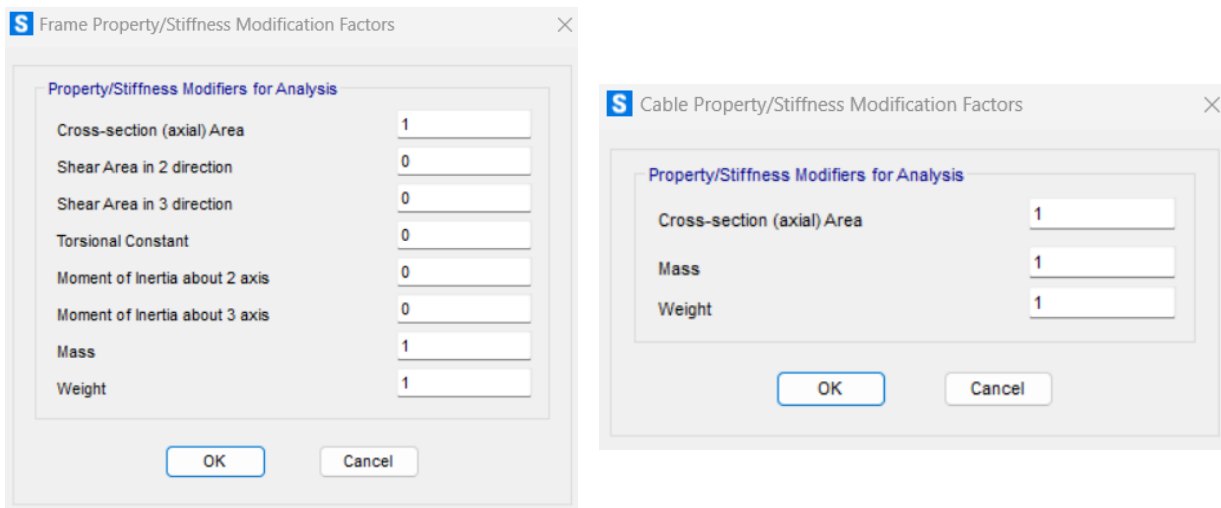 S Frame Property/Stiffness Modification Factors
Property/Stiffness Modifiers for Analysis
Cross-section (axial) Area 1
Shear Area in 2 direction 0
Shear Area in 3 direction 0
Torsional Constant 0
Moment of Inertia about 2 axis 0
Moment of Inertia about 3 axis 0
Mass 1
Weight 1
OK Cancel
S Cable Property/Stiffness Modification Factors
Property/Stiffness Modifiers for Analysis
Cross-section (axial) Area 1
Mass 1
Weight 1
OK Cancel